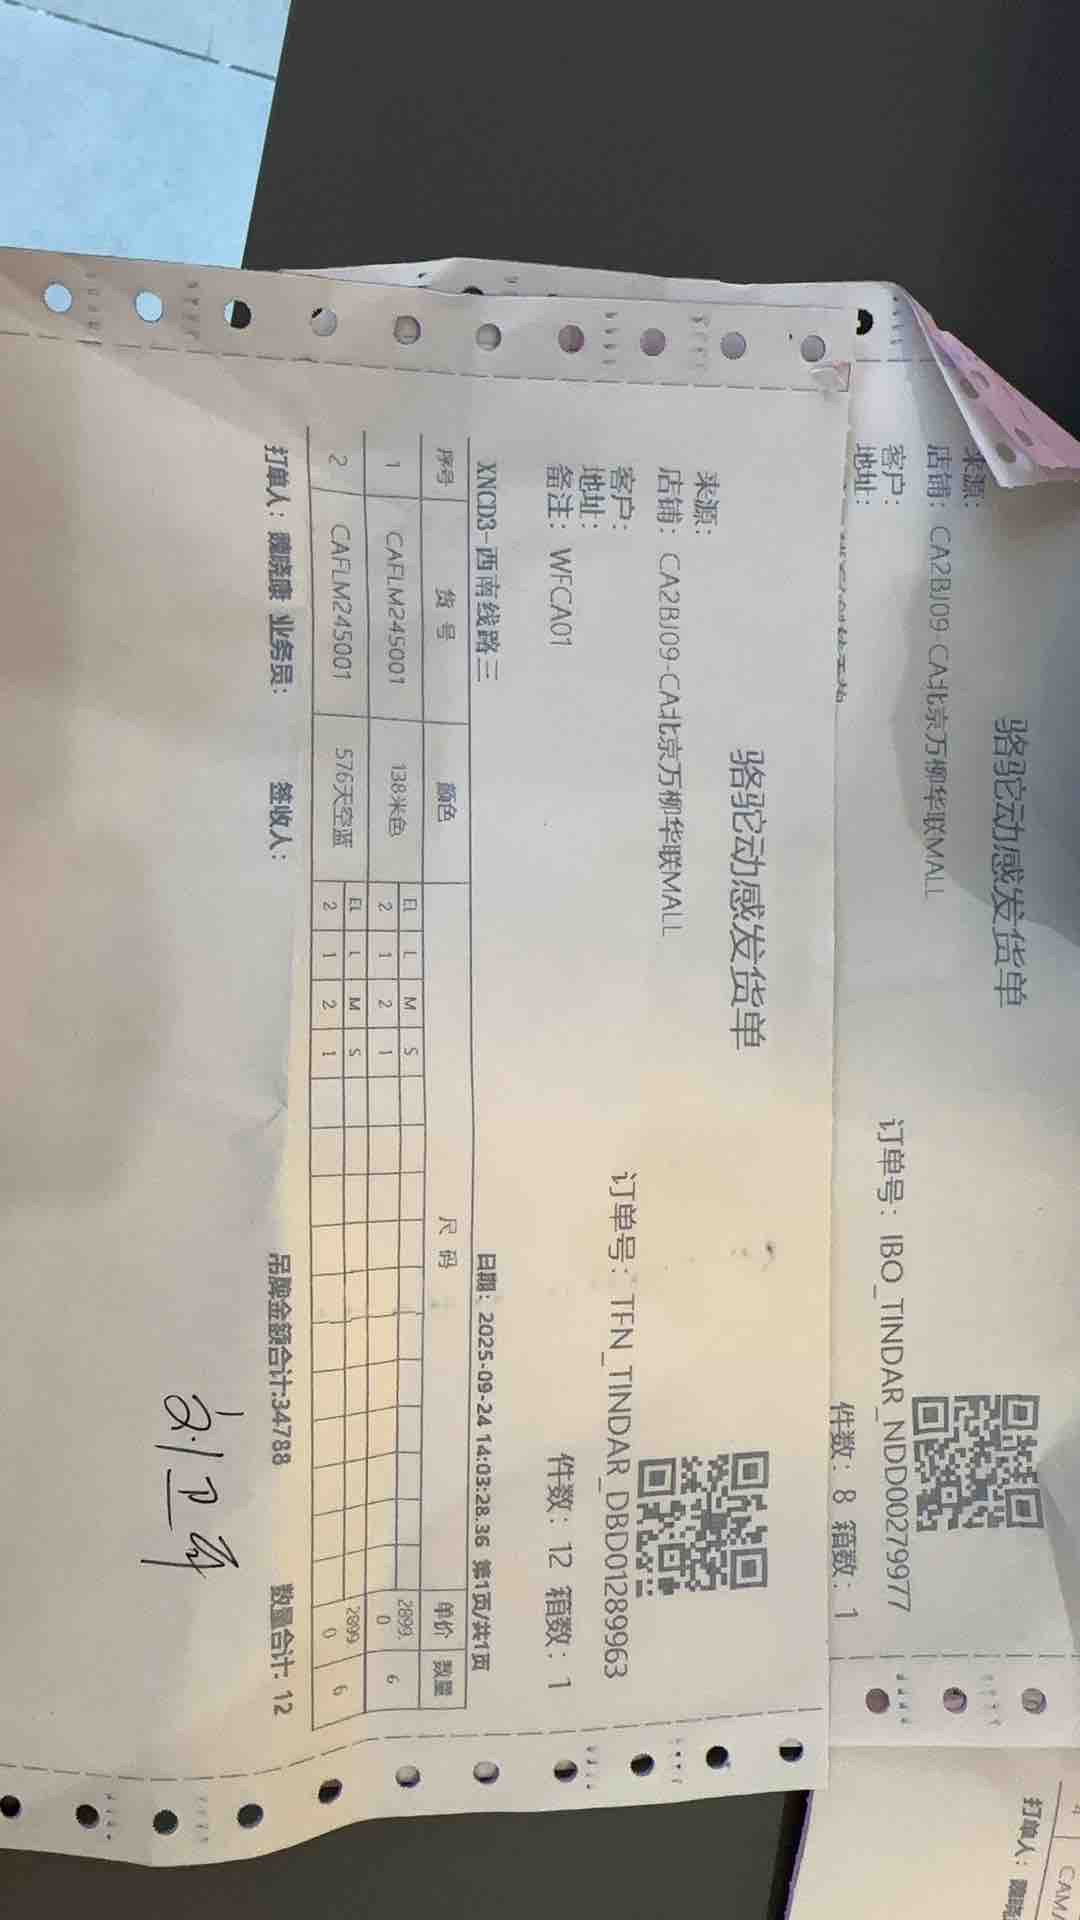 骆驼动感发货单
来源:
店铺: CA2BJ09-CA北京万柳华联MALL
客户:
地址:
订单号: IBO_TINDAR_NDD00279977
件数: 8 箱数: 1
骆驼动感发货单
来源:
店铺: CA2BJ09-CA北京万柳华联MALL
客户:
地址:
订单号: TFN_TINDAR_DBD01289963
备注: WFCA01
件数: 12 箱数: 1
XNCD3-西南线路三 日期: 2025-09-24 14:03:28.36 第1页/共1页
序号 货号 颜色 尺码 单价 数量
1 CAFLM245001 138米色 EL L M S 2899.0 6
2 1 2 1
2 CAFLM245001 576天空蓝 EL L M S 2899.0 6
2 1 2 1
打单人: 魏晓康 业务员: 签收人: 吊牌金额合计:34788 数量合计: 12
打单人: